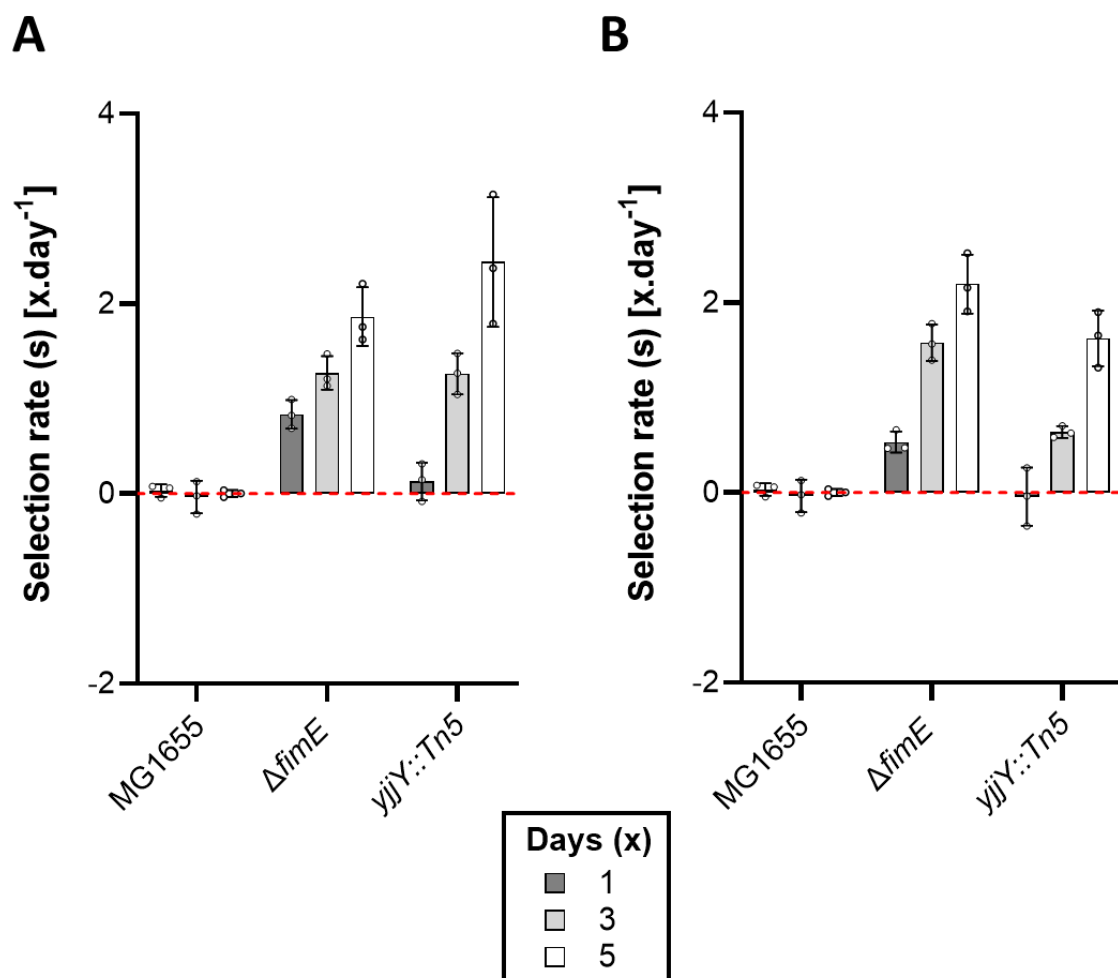 A
B
Selection rate (s) [x.day-1]
4
2
0
-2
MG1655
ΔfimE
yjjY::Tn5
Selection rate (s) [x.day-1]
4
2
0
-2
MG1655
ΔfimE
yjjY::Tn5
Days (x)
1
3
5